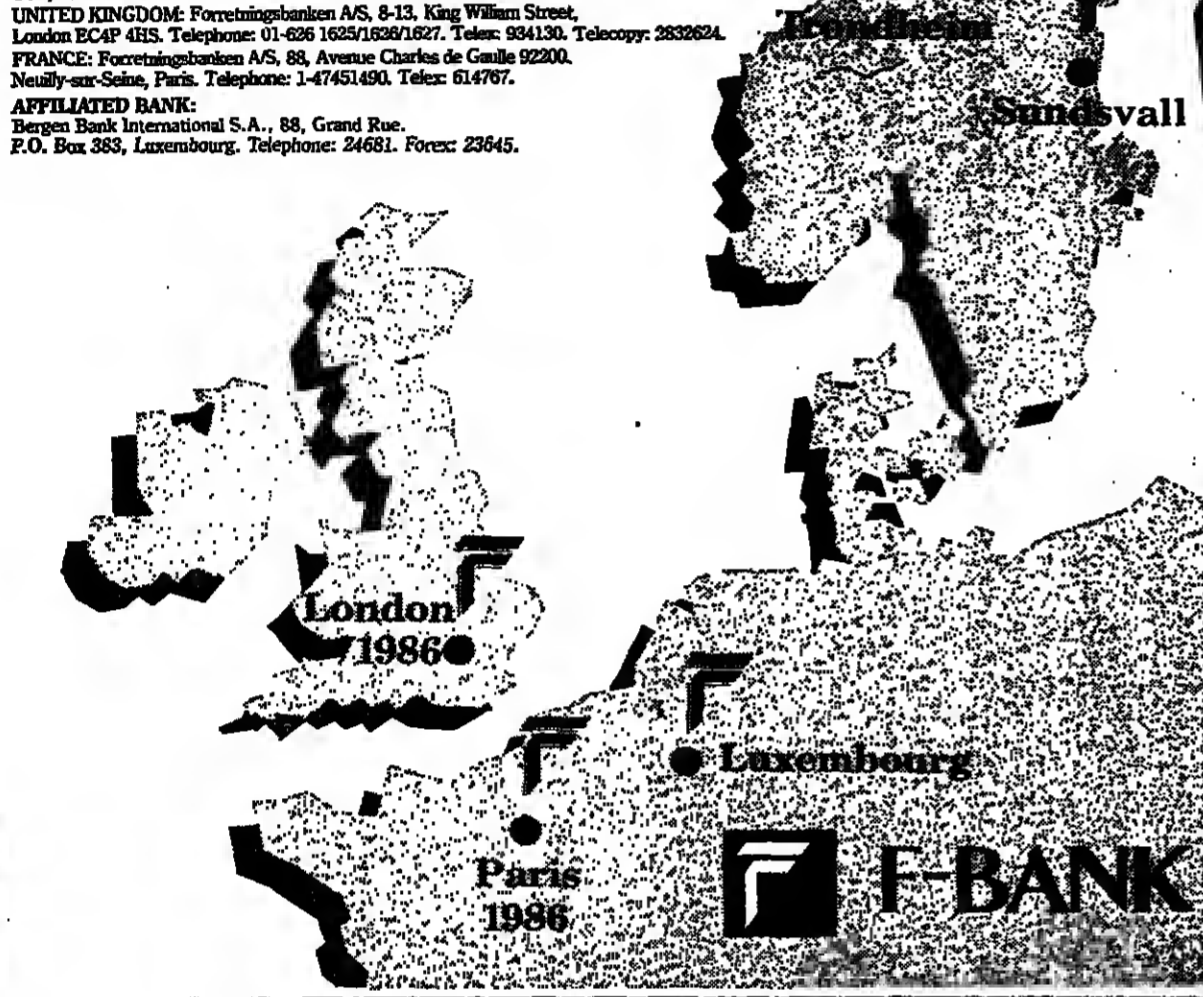 UNITED KINGDOM: Forretningsbanken A/S, 8-13, King William Street,
London EC4P 4HS. Telephone: 01-626 1625/1626/1627. Telex: 934130. Telecopy: 2832624.
FRANCE: Forretningsbanken A/S, 88, Avenue Charles de Gaulle 92200.
Neuilly-sur-Seine, Paris. Telephone: 1-47451490. Telex: 614767.
AFFILIATED BANK:
Bergen Bank International S.A., 88, Grand Rue.
P.O. Box 383, Luxembourg. Telephone: 24681. Forex: 23645.
Trondheim
Sundsvall
London
1986
Luxembourg
Paris
1986
F-BANK